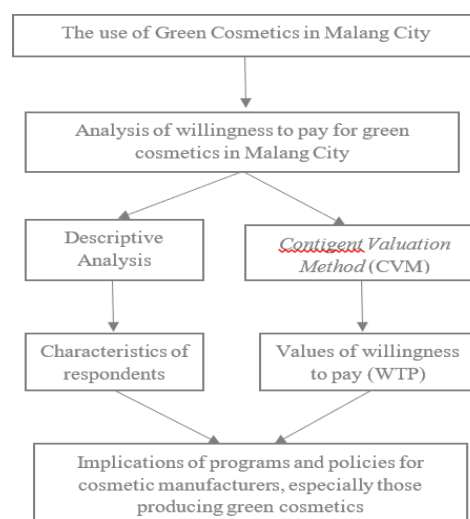 The use of Green Cosmetics in Malang City
Analysis of willingness to pay for green
cosmetics in Malang City
Descriptive
Analysis
Contigent Valuation
Method (CVM)
Characteristics of
respondents
Values of willingness
to pay (WTP)
Implications of programs and policies for
cosmetic manufacturers, especially those
producing green cosmetics